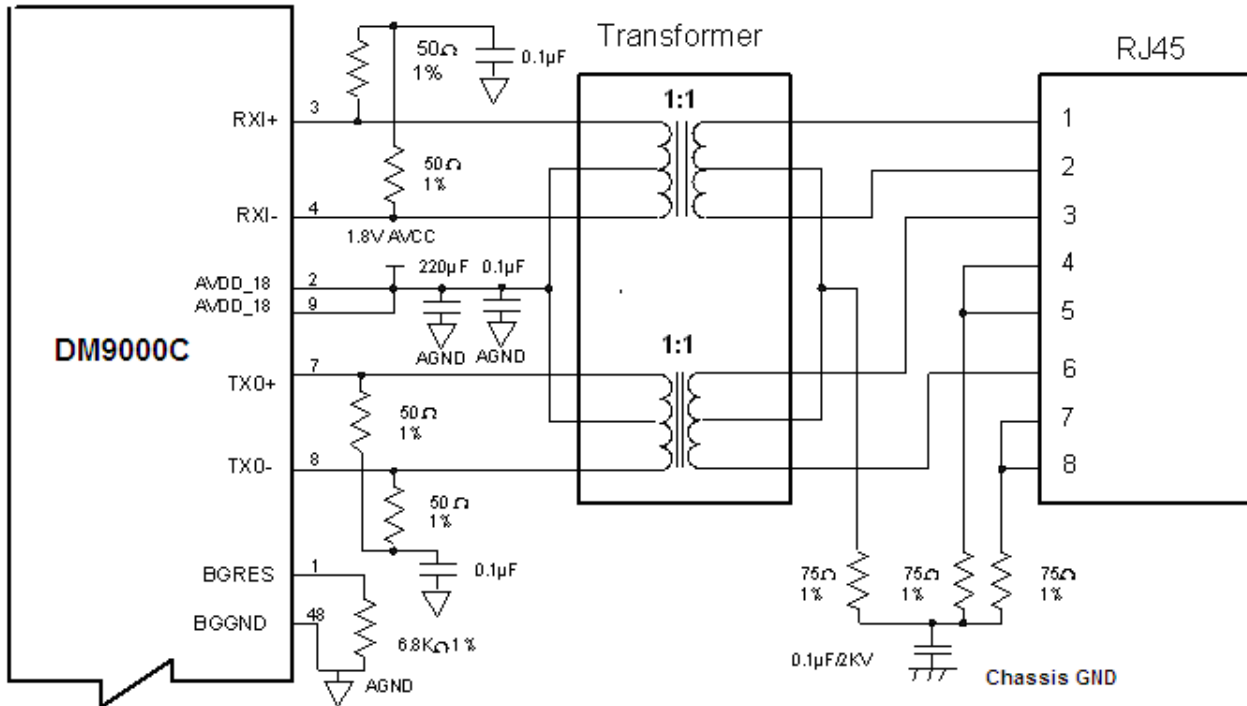 Transformer
RJ45
DM9000C
50Ω
1%
0.1µF
RXI+
3
50Ω
1%
RXI-
4
1.8V AVCC
AVDD_18
2
AVDD_18
9
220µF
0.1µF
AGND
AGND
TX0+
7
50Ω
1%
TX0-
8
50Ω
1%
0.1µF
BGRES
1
BGGND
48
6.8KΩ1%
AGND
1:1
1:1
1
2
3
4
5
6
7
8
75Ω
1%
75Ω
1%
75Ω
1%
0.1µF/2KV
Chassis GND